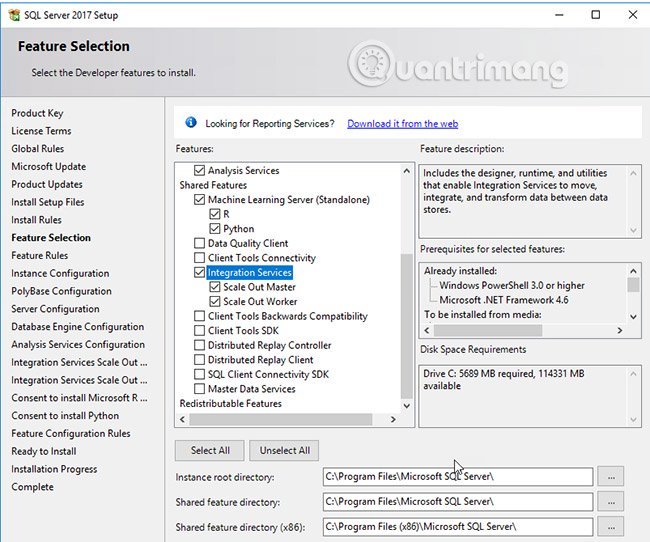 SQL Server 2017 Setup
Feature Selection
Select the Developer features to install.
Quantrimang
Product Key
License Terms
Global Rules
Microsoft Update
Product Updates
Install Setup Files
Install Rules
Feature Selection
Feature Rules
Instance Configuration
PolyBase Configuration
Server Configuration
Database Engine Configuration
Analysis Services Configuration
Integration Services Scale Out ...
Integration Services Scale Out ...
Consent to install Microsoft R ...
Consent to install Python
Feature Configuration Rules
Ready to Install
Installation Progress
Complete
Looking for Reporting Services? Download it from the web
Features:
Analysis Services
Shared Features
Machine Learning Server (Standalone)
R
Python
Data Quality Client
Client Tools Connectivity
Integration Services
Scale Out Master
Scale Out Worker
Client Tools Backwards Compatibility
Client Tools SDK
Distributed Replay Controller
Distributed Replay Client
SQL Client Connectivity SDK
Master Data Services
Redistributable Features
Feature description:
Includes the designer, runtime, and utilities
that enable Integration Services to move,
integrate, and transform data between data
stores.
Prerequisites for selected features:
Already installed:
Windows PowerShell 3.0 or higher
Microsoft .NET Framework 4.6
To be installed from media:
Disk Space Requirements
Drive C: 5689 MB required, 114331 MB
available
Select All
Unselect All
Instance root directory: C:\Program Files\Microsoft SQL Server\ ...
Shared feature directory: C:\Program Files\Microsoft SQL Server\ ...
Shared feature directory (x86): C:\Program Files (x86)\Microsoft SQL Server\ ...